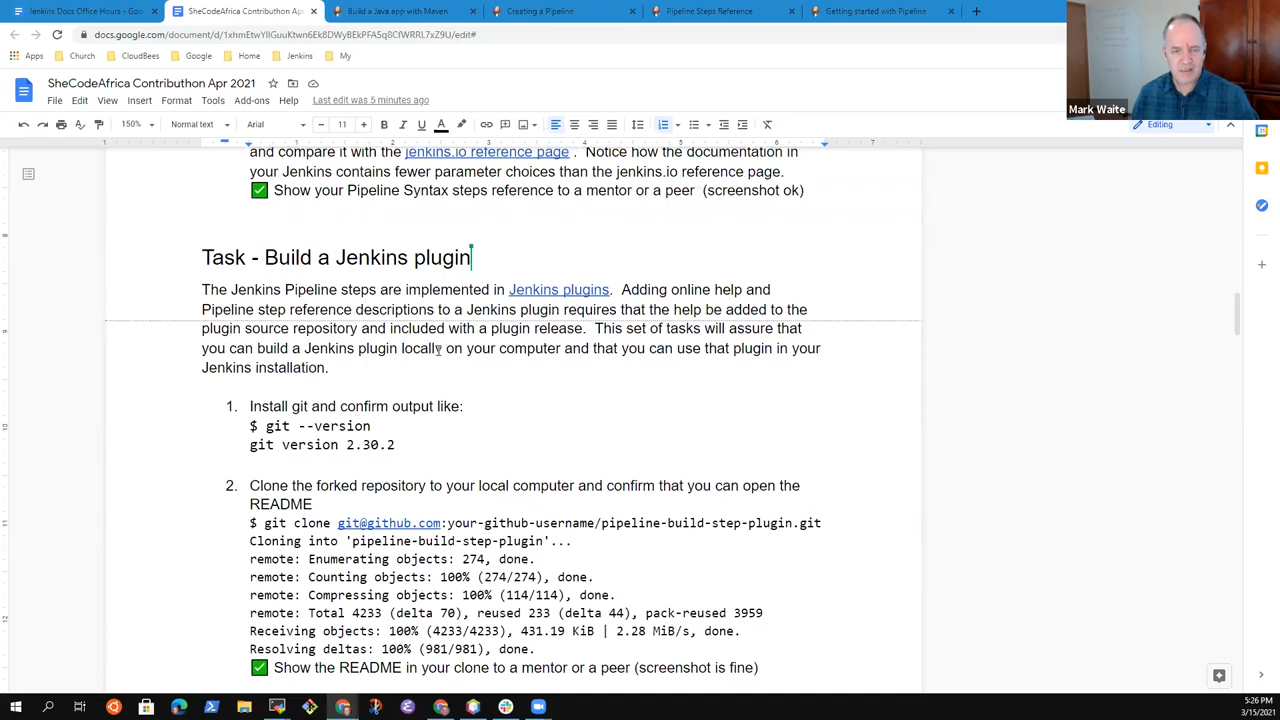 Jenkins Docs Office Hours - Goo
SheCodeAfrica Contributhon Apr
Build a Java app with Maven
Creating a Pipeline
Pipeline Steps Reference
Getting started with Pipeline
docs.google.com/document/d/1xhmEtwYllGuuKtwn6Ek8DWyBEkPFA5q8CfWRRL7xZ9U/edit#
Apps Church CloudBees Google Home Jenkins My
SheCodeAfrica Contributhon Apr 2021
File Edit View Insert Format Tools Add-ons Help Last edit was 5 minutes ago
Mark Waite
150% Normal text Arial 11 Editing
1 1 2 3 4 5 6 7
and compare it with the jenkins.io reference page . Notice how the documentation in
your Jenkins contains fewer parameter choices than the jenkins.io reference page.
✅ Show your Pipeline Syntax steps reference to a mentor or a peer (screenshot ok)
Task - Build a Jenkins plugin
The Jenkins Pipeline steps are implemented in Jenkins plugins. Adding online help and
Pipeline step reference descriptions to a Jenkins plugin requires that the help be added to the
plugin source repository and included with a plugin release. This set of tasks will assure that
you can build a Jenkins plugin locally on your computer and that you can use that plugin in your
Jenkins installation.
1. Install git and confirm output like:
$ git --version
git version 2.30.2
2. Clone the forked repository to your local computer and confirm that you can open the
README
$ git clone git@github.com:your-github-username/pipeline-build-step-plugin.git
Cloning into 'pipeline-build-step-plugin'...
remote: Enumerating objects: 274, done.
remote: Counting objects: 100% (274/274), done.
remote: Compressing objects: 100% (114/114), done.
remote: Total 4233 (delta 70), reused 233 (delta 44), pack-reused 3959
Receiving objects: 100% (4233/4233), 431.19 KiB | 2.28 MiB/s, done.
Resolving deltas: 100% (981/981), done.
✅ Show the README in your clone to a mentor or a peer (screenshot is fine)
5:26 PM
3/15/2021